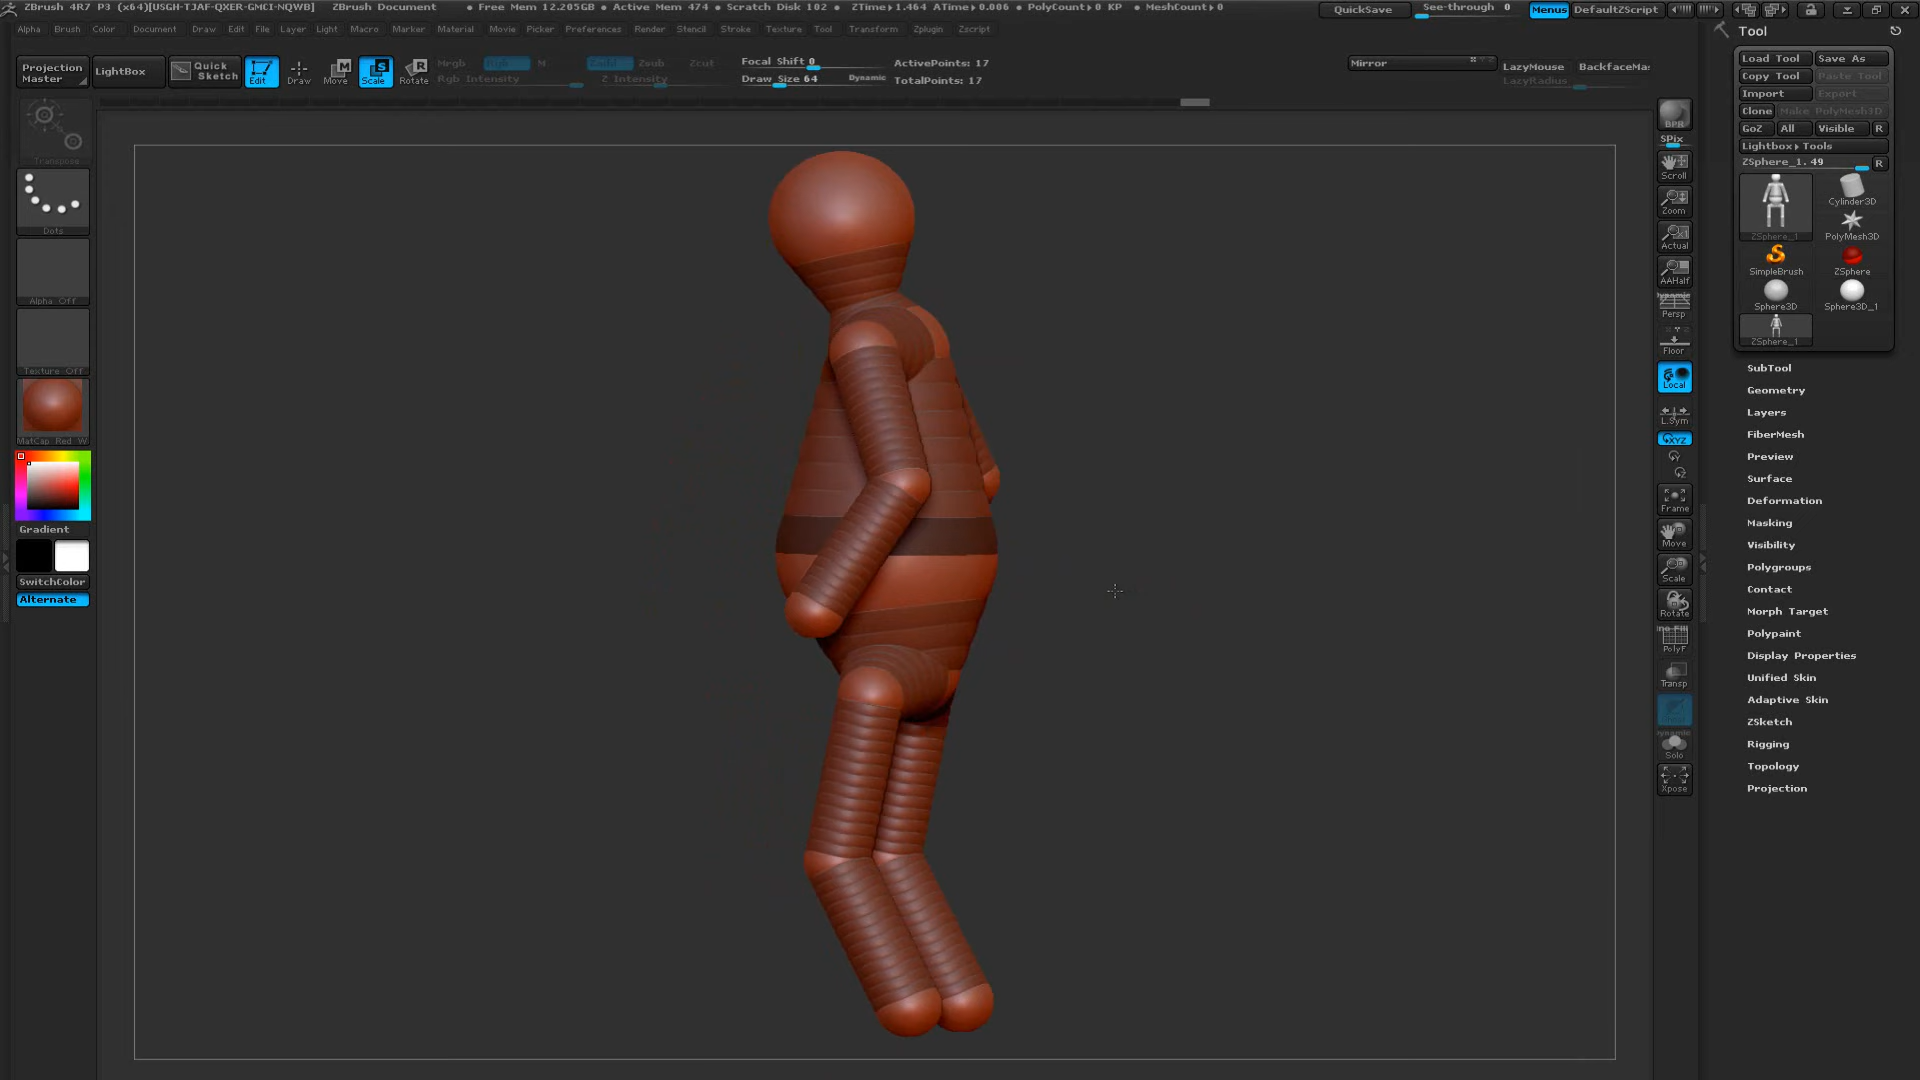 ZBrush 4R7 P3 (x64)[USGH-TJAF-QXER-GMCI-NQWB] ZBrush Document • Free Mem 12.205GB • Active Mem 474 • Scratch Disk 102 • ZTime▸1.464 ATime▸0.006 • PolyCount▸0 KP • MeshCount▸0 QuickSave See-through 0 Menus DefaultZScript
Alpha Brush Color Document Draw Edit File Layer Light Macro Marker Material Movie Picker Preferences Render Stencil Stroke Texture Tool Transform Zplugin Zscript
Projection Master
LightBox
Quick Sketch
Edit
Draw
Move
Scale
Rotate
Mrgb Rgb M
Rgb Intensity
Zadd Zsub Zcut
Z Intensity
Focal Shift 0
Draw Size 64 Dynamic
ActivePoints: 17
TotalPoints: 17
Mirror
LazyMouse BackfaceMa
LazyRadius
Transpose
Dots
Alpha Off
Texture Off
MatCap Red W
Gradient
SwitchColor
Alternate
BPR
SPix
Scroll
Zoom
Actual
AAHalf
Persp
Floor
Local
L.Sym
XYZ
Frame
Move
Scale
Rotate
PolyF
Transp
Solo
Xpose
Tool
Load Tool Save As
Copy Tool Paste Tool
Import Export
Clone Make PolyMesh3D
GoZ All Visible R
Lightbox▸Tools
ZSphere_1. 49 R
ZSphere_1
Cylinder3D
PolyMesh3D
SimpleBrush ZSphere
Sphere3D Sphere3D_1
ZSphere_1
SubTool
Geometry
Layers
FiberMesh
Preview
Surface
Deformation
Masking
Visibility
Polygroups
Contact
Morph Target
Polypaint
Display Properties
Unified Skin
Adaptive Skin
ZSketch
Rigging
Topology
Projection